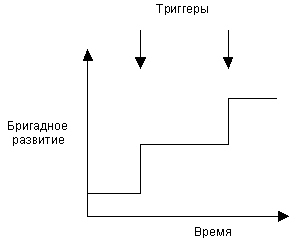 Триггеры
Бригадное
развитие
Время